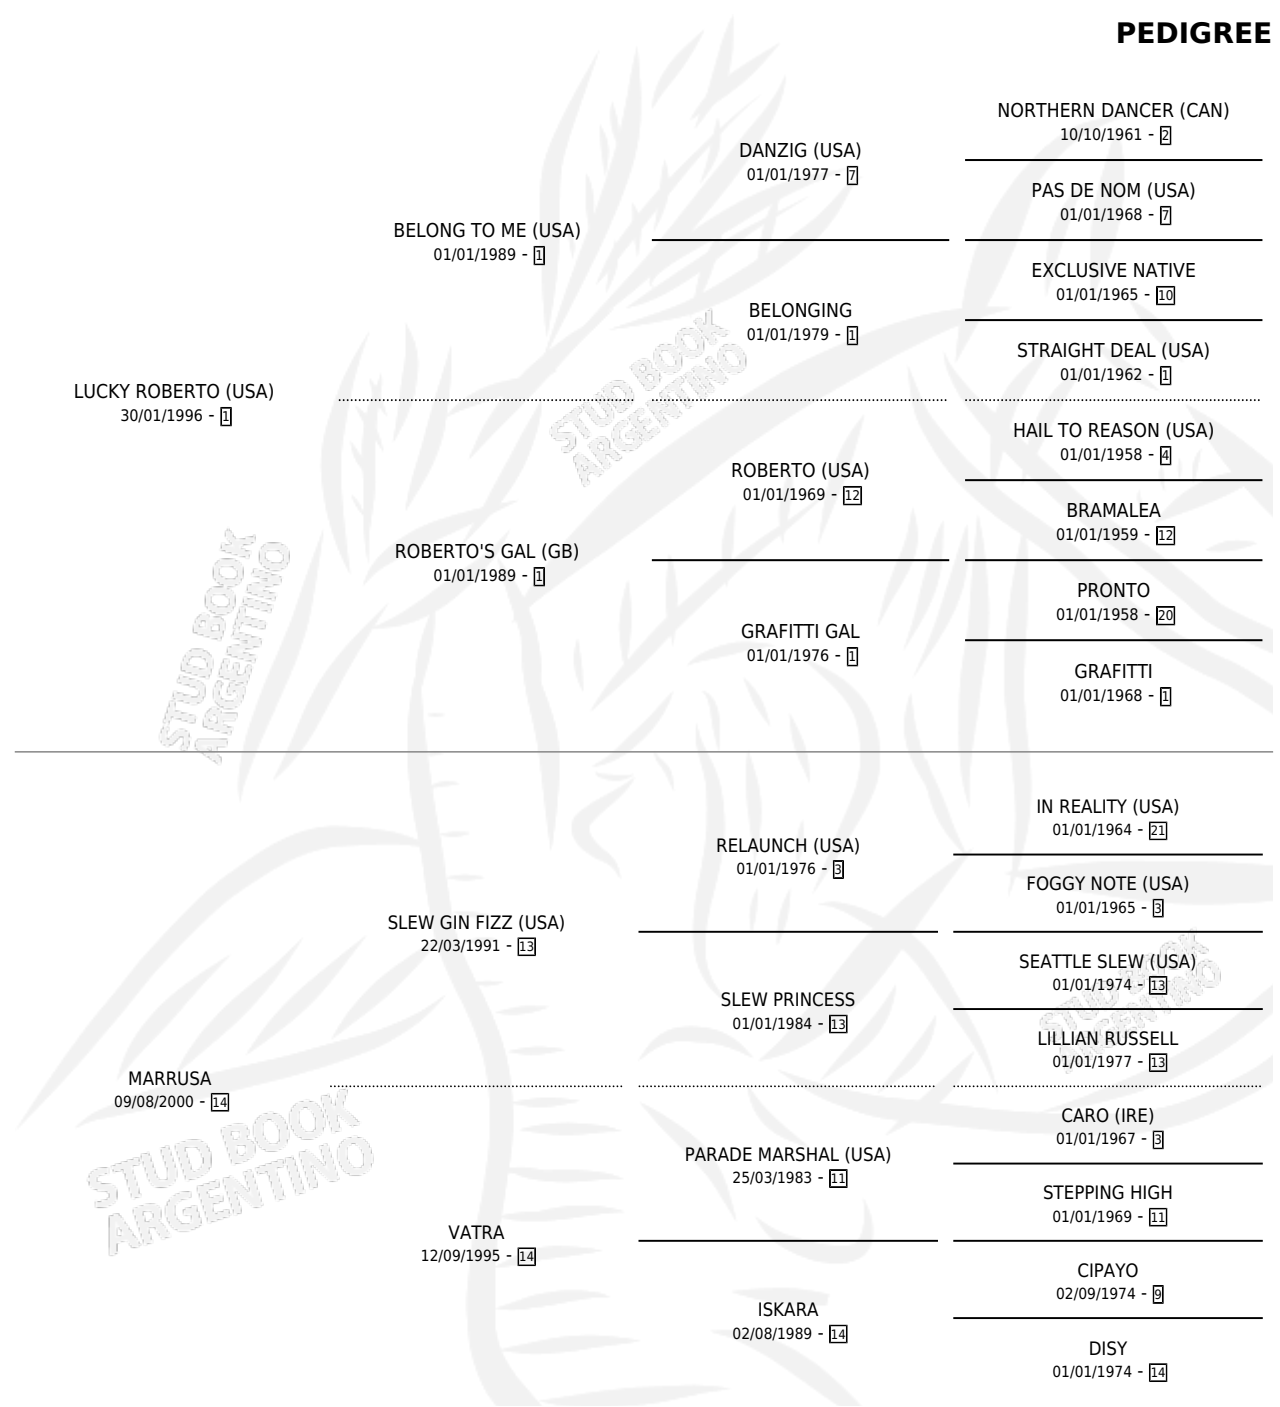 PEDIGREE
NORTHERN DANCER (CAN)
10/10/1961 - 2
DANZIG (USA)
01/01/1977 - 7
PAS DE NOM (USA)
01/01/1968 - 7
BELONG TO ME (USA)
01/01/1989 - 1
EXCLUSIVE NATIVE
01/01/1965 - 10
BELONGING
01/01/1979 - 1
STRAIGHT DEAL (USA)
01/01/1962 - 1
LUCKY ROBERTO (USA)
30/01/1996 - 1
HAIL TO REASON (USA)
01/01/1958 - 4
ROBERTO (USA)
01/01/1969 - 12
BRAMALEA
01/01/1959 - 12
ROBERTO'S GAL (GB)
01/01/1989 - 1
PRONTO
01/01/1958 - 20
GRAFITTI GAL
01/01/1976 - 1
GRAFITTI
01/01/1968 - 1
STUD BOOK
ARGENTINO
STUD BOOK
ARGENTINO
IN REALITY (USA)
01/01/1964 - 21
RELAUNCH (USA)
01/01/1976 - 3
FOGGY NOTE (USA)
01/01/1965 - 3
SLEW GIN FIZZ (USA)
22/03/1991 - 13
SEATTLE SLEW (USA)
01/01/1974 - 13
SLEW PRINCESS
01/01/1984 - 13
LILLIAN RUSSELL
01/01/1977 - 13
MARRUSA
09/08/2000 - 14
CARO (IRE)
01/01/1967 - 3
PARADE MARSHAL (USA)
25/03/1983 - 11
STEPPING HIGH
01/01/1969 - 11
VATRA
12/09/1995 - 14
CIPAYO
02/09/1974 - 9
ISKARA
02/08/1989 - 14
DISY
01/01/1974 - 14
STUD BOOK
ARGENTINO
STUD BOOK
ARGENTINO